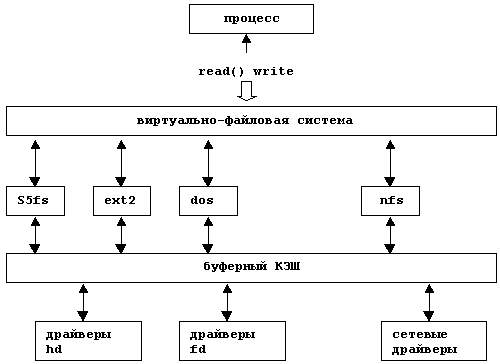 процесс
read() write
виртуально-файловая система
S5fs
ext2
dos
nfs
буферный КЭШ
драйверы
hd
драйверы
fd
сетевые
драйверы